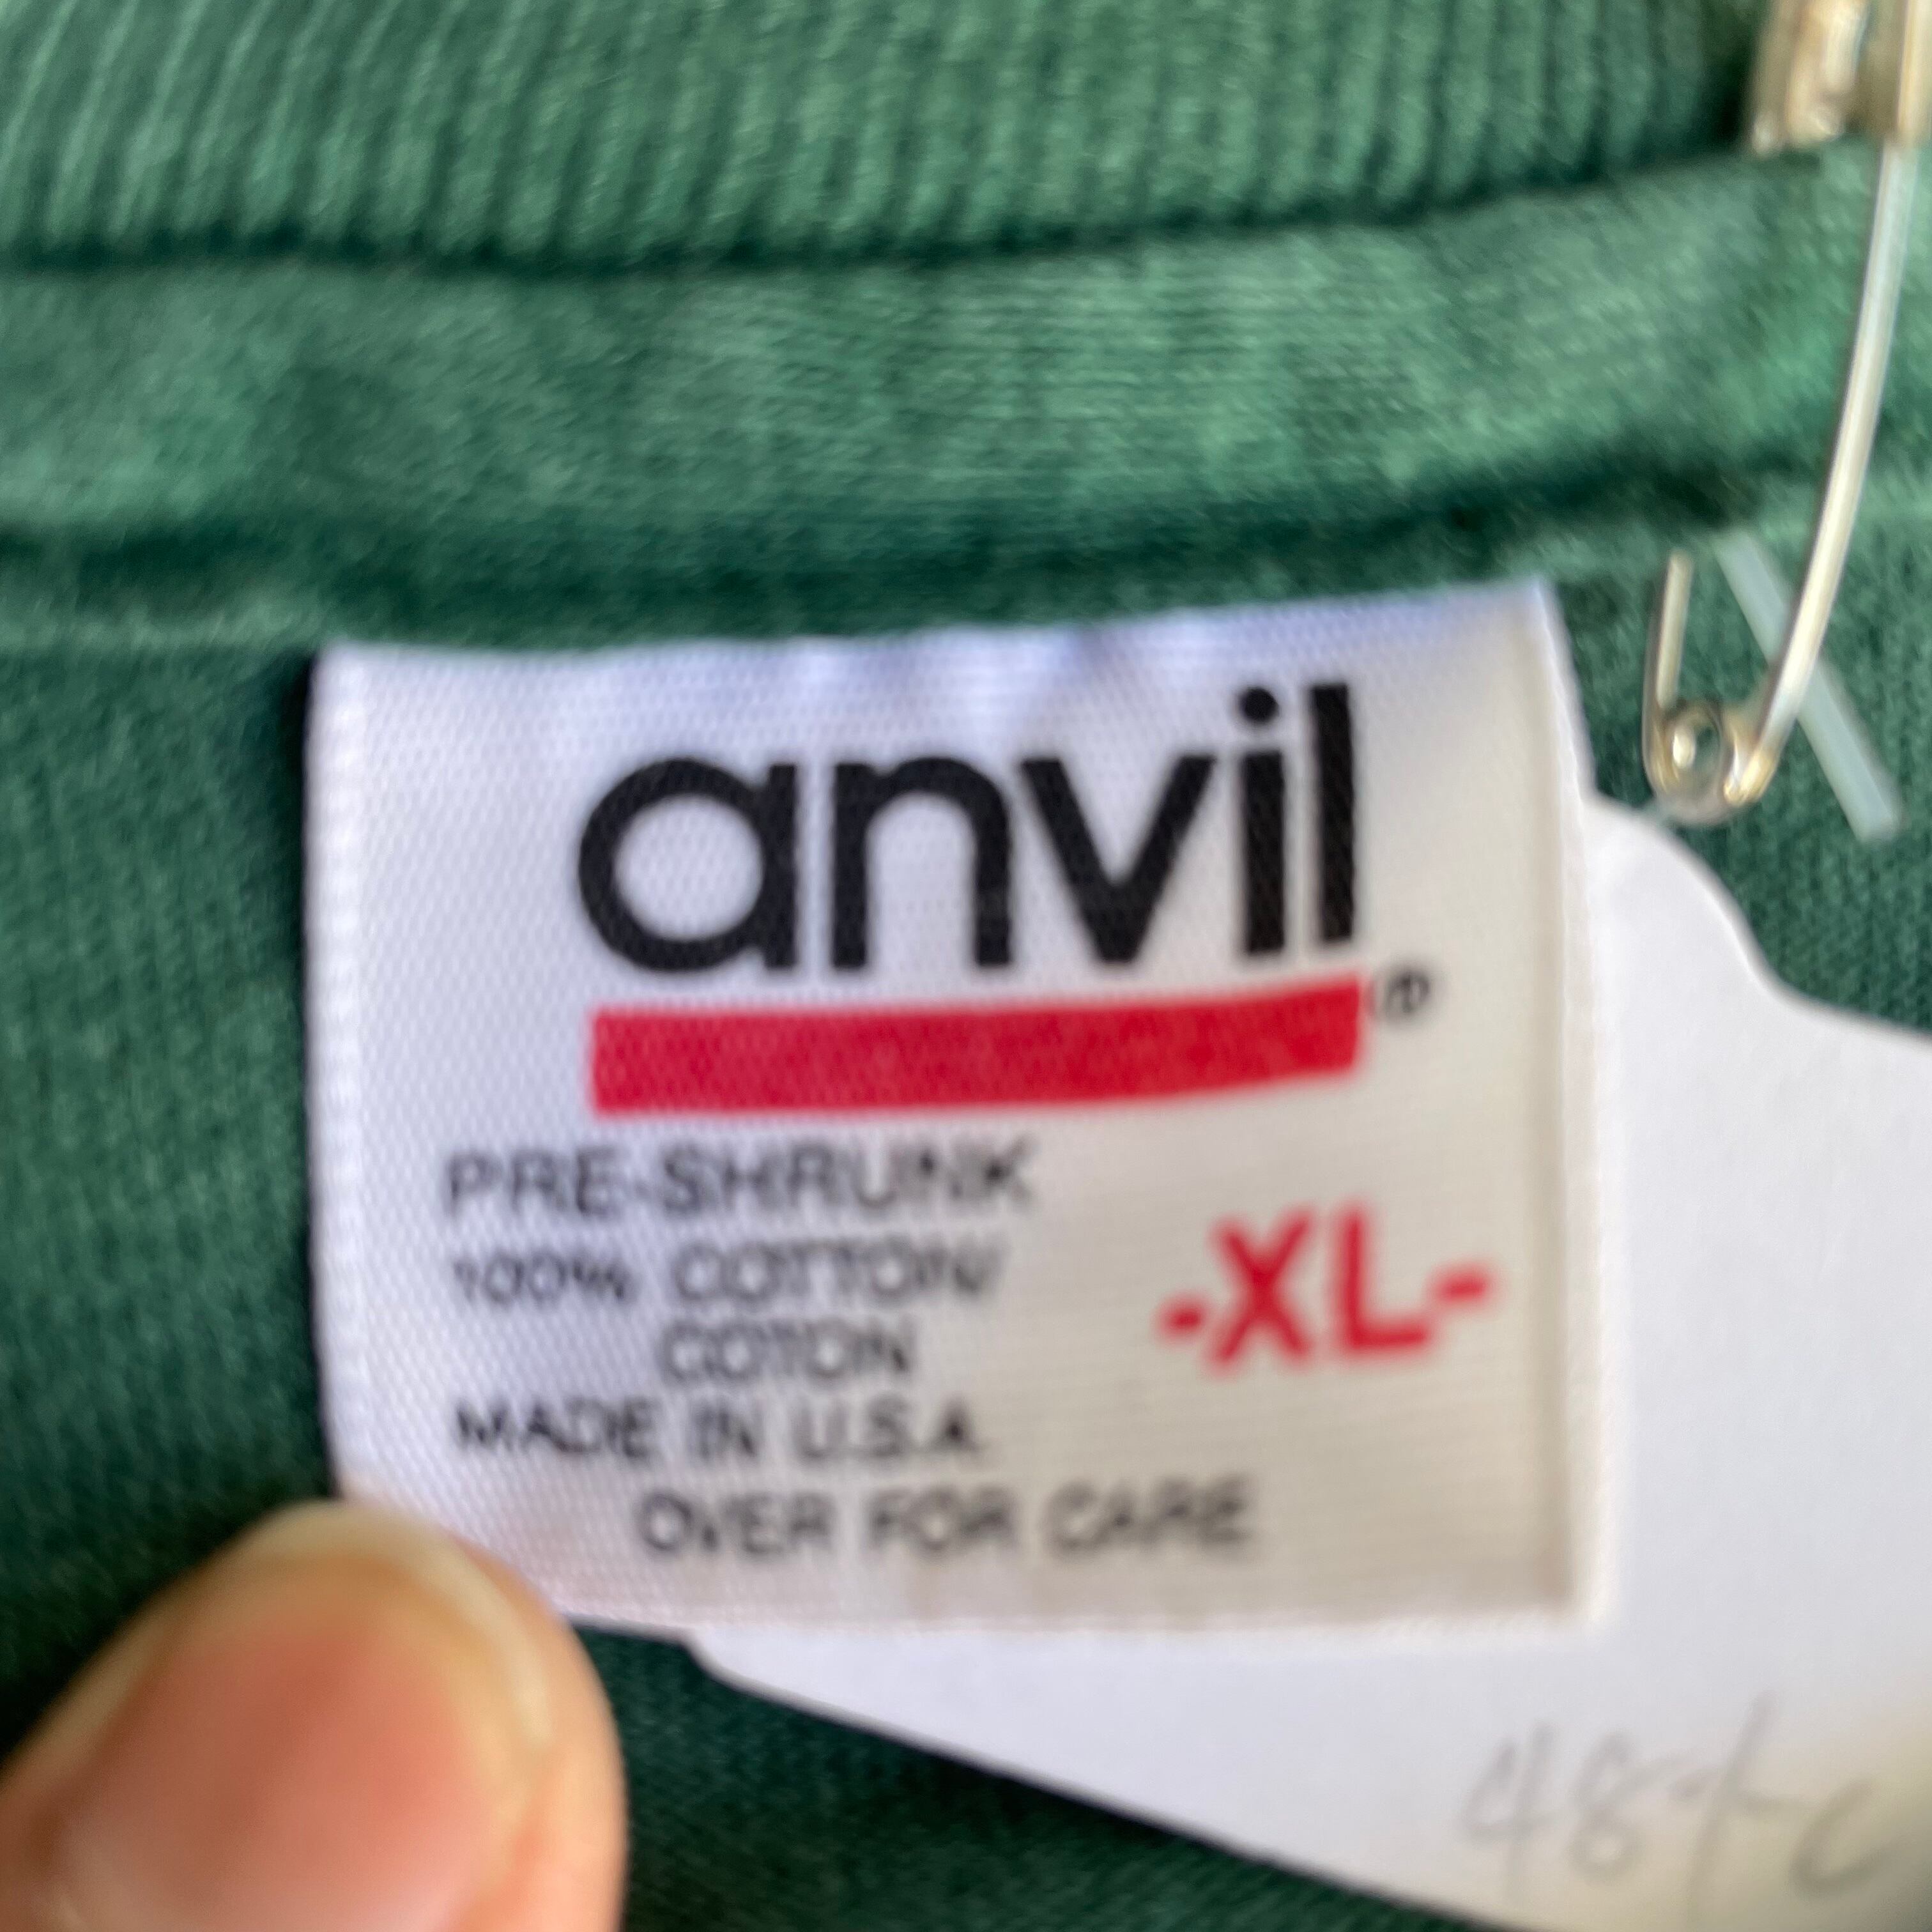 anvil®
PRE-SHRUNK
100% COTTON/
COTON
-XL-
MADE IN U.S.A.
OVER FOR CARE